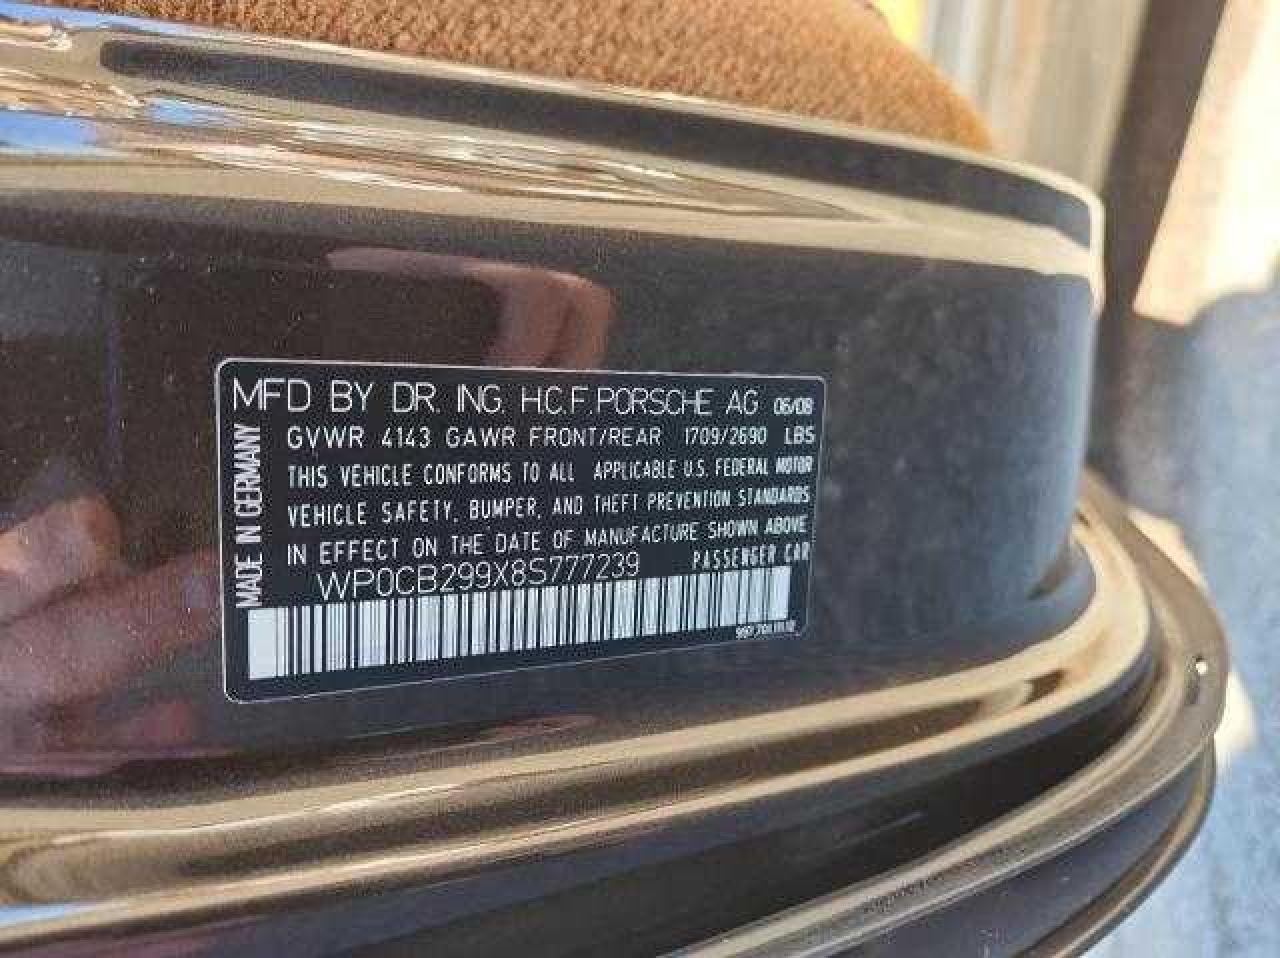 MFD BY DR. ING. H.C.F. PORSCHE AG 06/08
GVWR 4143 GAWR FRONT/REAR 1709/2690 LBS
THIS VEHICLE CONFORMS TO ALL APPLICABLE U.S. FEDERAL MOTOR
VEHICLE SAFETY, BUMPER, AND THEFT PREVENTION STANDARDS
IN EFFECT ON THE DATE OF MANUFACTURE SHOWN ABOVE
WP0CB299X8S777239 PASSENGER CAR
MADE IN GERMANY